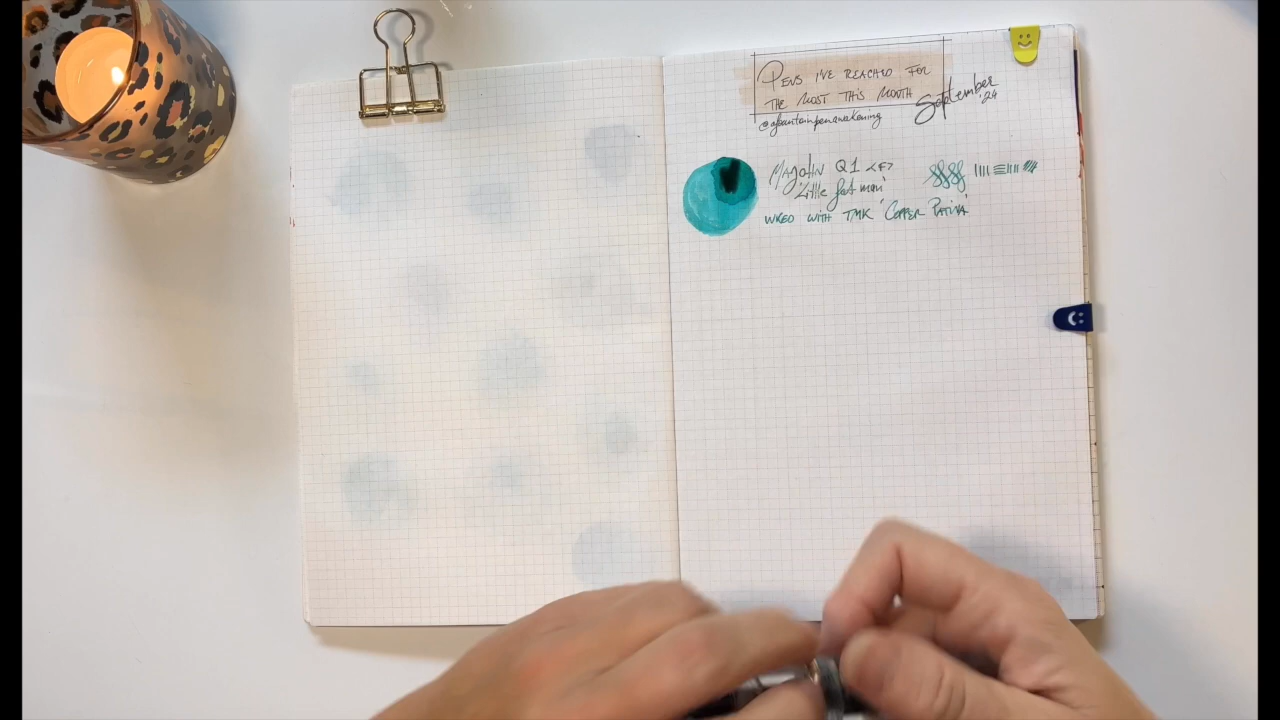 PENS I'VE REACHED FOR
THE MOST THIS MONTH
September '24
@afountainpenawakening
MAJOHN Q1 <F>
'Little fat man'
INKED WITH TMK 'COPPER PATINA'